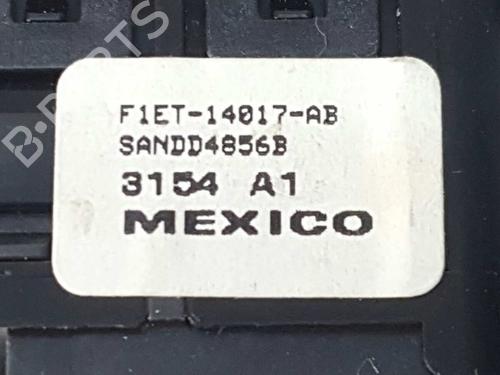 B-PARTS
F1ET-14017-AB
SANDD4856B
3154 A1
MEXICO